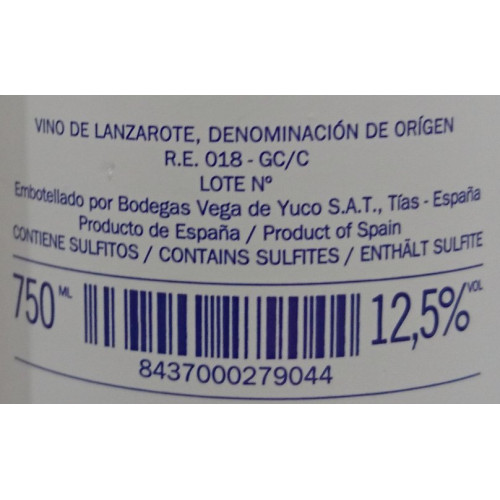 VINO DE LANZAROTE, DENOMINACIÓN DE ORÍGEN
R.E. 018 - GC/C
LOTE Nº
Embotellado por Bodegas Vega de Yuco S.A.T., Tías - España
Producto de España / Product of Spain
CONTIENE SULFITOS / CONTAINS SULFITES / ENTHÄLT SULFITE
750 ML 12,5% VOL
8437000279044